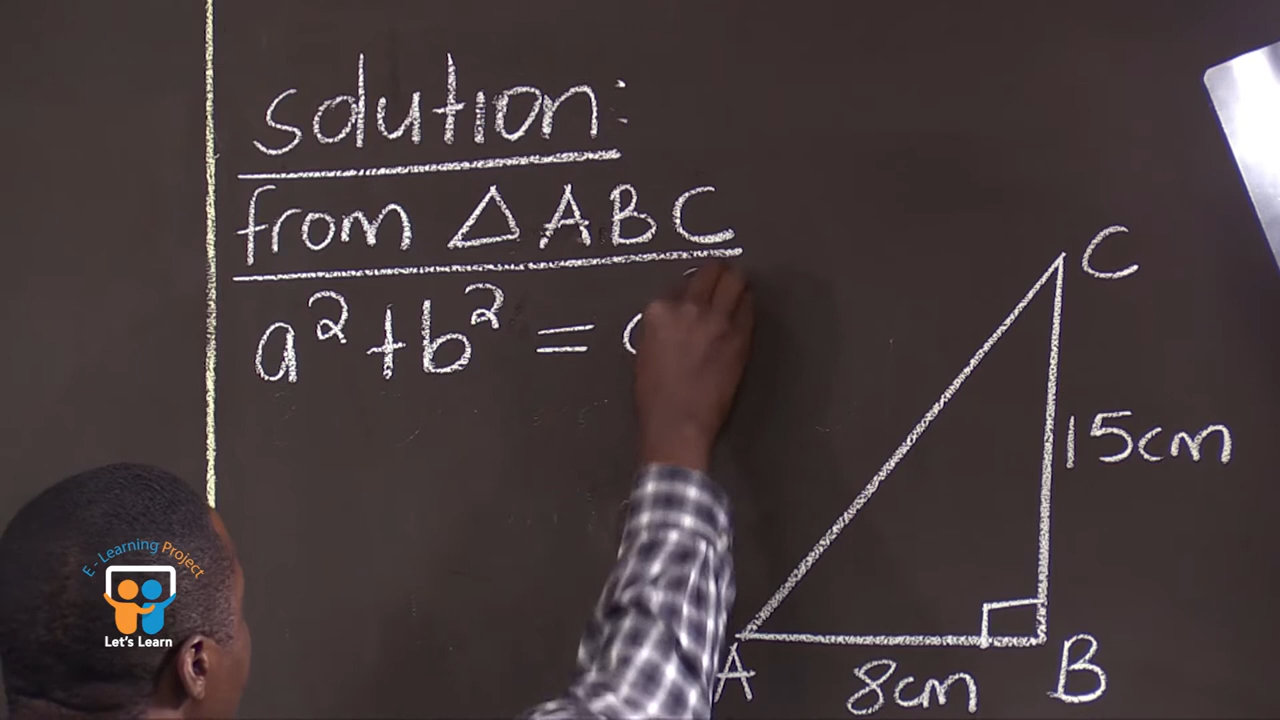 solution:
from △ABC
a²+b² =
C
15cm
A
8cm
B
E-Learning Project
Let's Learn